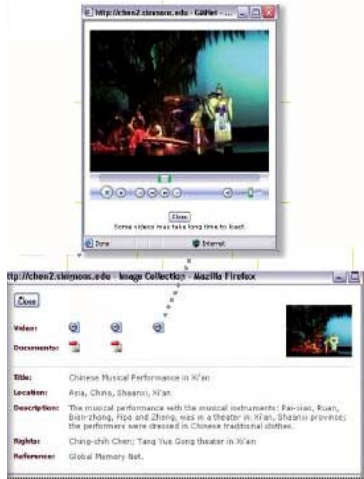 http://chen2.simmons.edu - GMNet - ...
Close
Some videos may take long time to load!
Done
Internet
ttp://chen2.simmons.edu - Image Collection - Mozilla Firefox
Close
Video:
Documents:
Title: Chinese Musical Performance in Xi'an
Location: Asia, China, Shaanxi, Xi'an
Description: The musical performance with the musical instruments: Pai-xiao, Ruan,
Bian-zhong, Pipa and Zheng, was in a theater in Xi'an, Shaanxi province;
the performers were dressed in Chinese traditional clothes.
Rights: Ching-chih Chen; Tang Yue Gong theater in Xi'an
Reference: Global Memory Net.